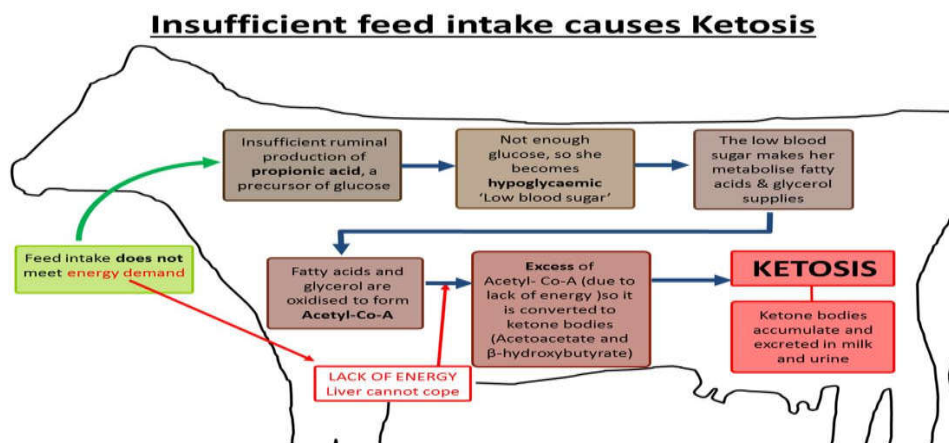 Insufficient feed intake causes Ketosis
Insufficient ruminal
production of
propionic acid, a
precursor of glucose
Not enough
glucose, so she
becomes
hypoglycaemic
‘Low blood sugar’
The low blood
sugar makes her
metabolise fatty
acids & glycerol
supplies
Feed intake does not
meet energy demand
Fatty acids and
glycerol are
oxidised to form
Acetyl-Co-A
Excess of
Acetyl- Co-A (due to
lack of energy )so it
is converted to
ketone bodies
(Acetoacetate and
β-hydroxybutyrate)
KETOSIS
Ketone bodies
accumulate and
excreted in milk
and urine
LACK OF ENERGY
Liver cannot cope